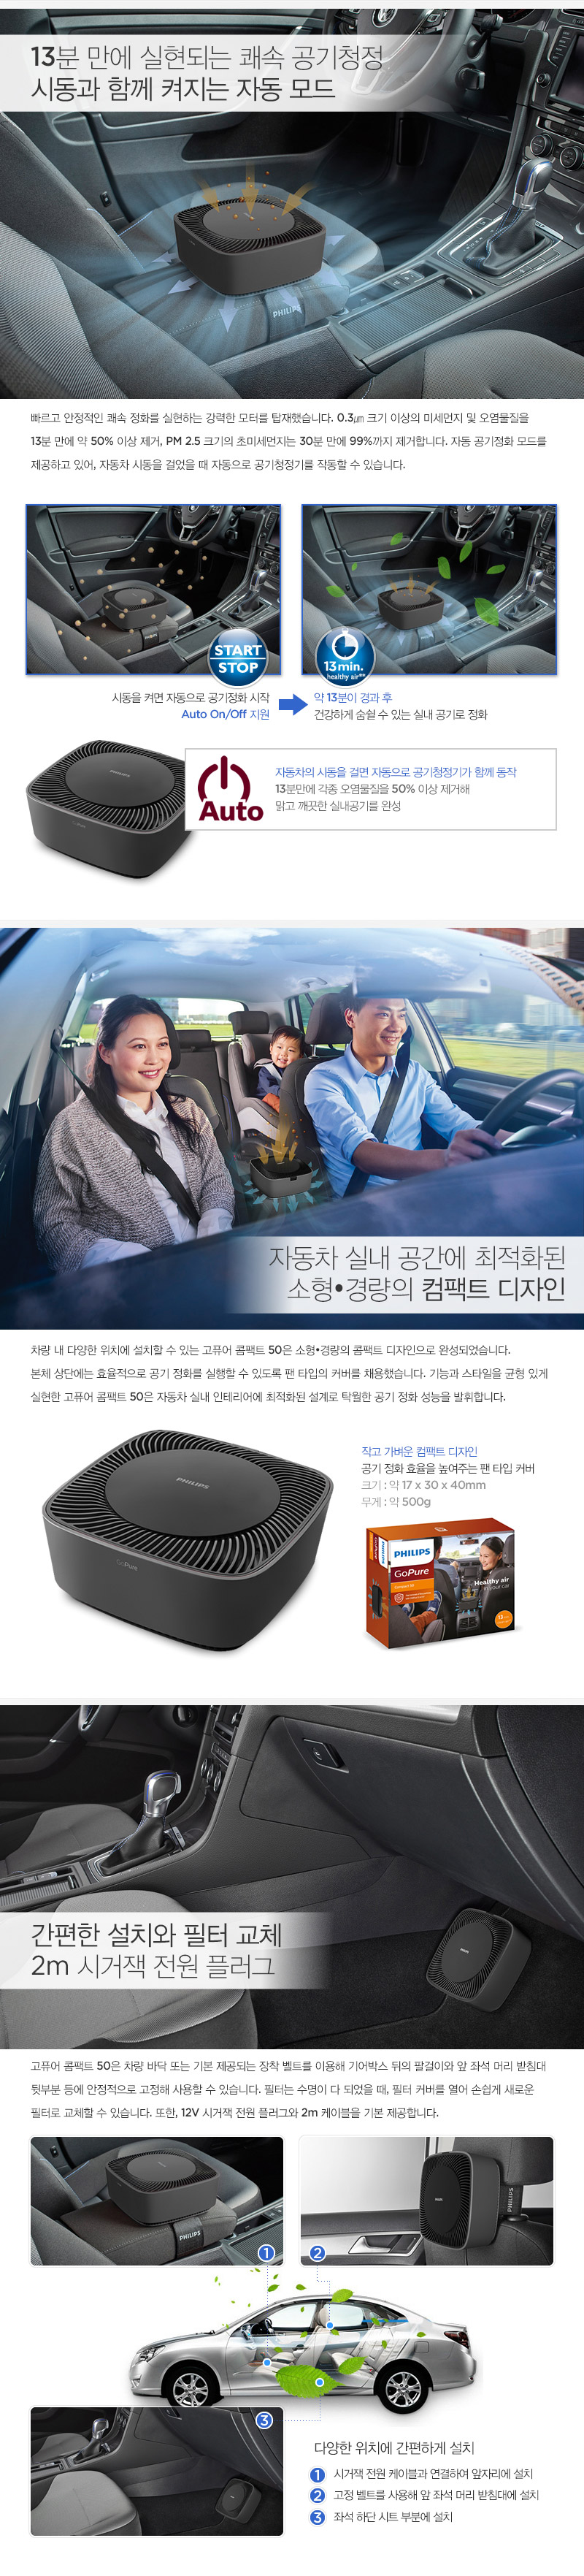 13분 만에 실현되는 쾌속 공기청정
시동과 함께 켜지는 자동 모드
PHILIPS
빠르고 안정적인 쾌속 정화를 실현하는 강력한 모터를 탑재했습니다. 0.3㎛ 크기 이상의 미세먼지 및 오염물질을
13분 만에 약 50% 이상 제거, PM 2.5 크기의 초미세먼지는 30분 만에 99%까지 제거합니다. 자동 공기정화 모드를
제공하고 있어, 자동차 시동을 걸었을 때 자동으로 공기청정기를 작동할 수 있습니다.
START
STOP
13 min.
healthy air
시동을 켜면 자동으로 공기정화 시작
Auto On/Off 지원
약 13분이 경과 후
건강하게 숨쉴 수 있는 실내 공기로 정화
PHILIPS
GoPure
Auto
자동차의 시동을 걸면 자동으로 공기청정기가 함께 동작
13분만에 각종 오염물질을 50% 이상 제거해
맑고 깨끗한 실내공기를 완성
자동차 실내 공간에 최적화된
소형•경량의 컴팩트 디자인
차량 내 다양한 위치에 설치할 수 있는 고퓨어 콤팩트 50은 소형•경량의 콤팩트 디자인으로 완성되었습니다.
본체 상단에는 효율적으로 공기 정화를 실행할 수 있도록 팬 타입의 커버를 채용했습니다. 기능과 스타일을 균형 있게
실현한 고퓨어 콤팩트 50은 자동차 실내 인테리어에 최적화된 설계로 탁월한 공기 정화 성능을 발휘합니다.
PHILIPS
GoPure
작고 가벼운 컴팩트 디자인
공기 정화 효율을 높여주는 팬 타입 커버
크기 : 약 17 x 30 x 40mm
무게 : 약 500g
PHILIPS
GoPure
Healthy air
your car
PHILIPS
간편한 설치와 필터 교체
2m 시거잭 전원 플러그
고퓨어 콤팩트 50은 차량 바닥 또는 기본 제공되는 장착 벨트를 이용해 기어박스 뒤의 팔걸이와 앞 좌석 머리 받침대
뒷부분 등에 안정적으로 고정해 사용할 수 있습니다. 필터는 수명이 다 되었을 때, 필터 커버를 열어 손쉽게 새로운
필터로 교체할 수 있습니다. 또한, 12V 시거잭 전원 플러그와 2m 케이블을 기본 제공합니다.
PHILIPS
1
PHILIPS
2
3
다양한 위치에 간편하게 설치
1 시거잭 전원 케이블과 연결하여 앞자리에 설치
2 고정 벨트를 사용해 앞 좌석 머리 받침대에 설치
3 좌석 하단 시트 부분에 설치